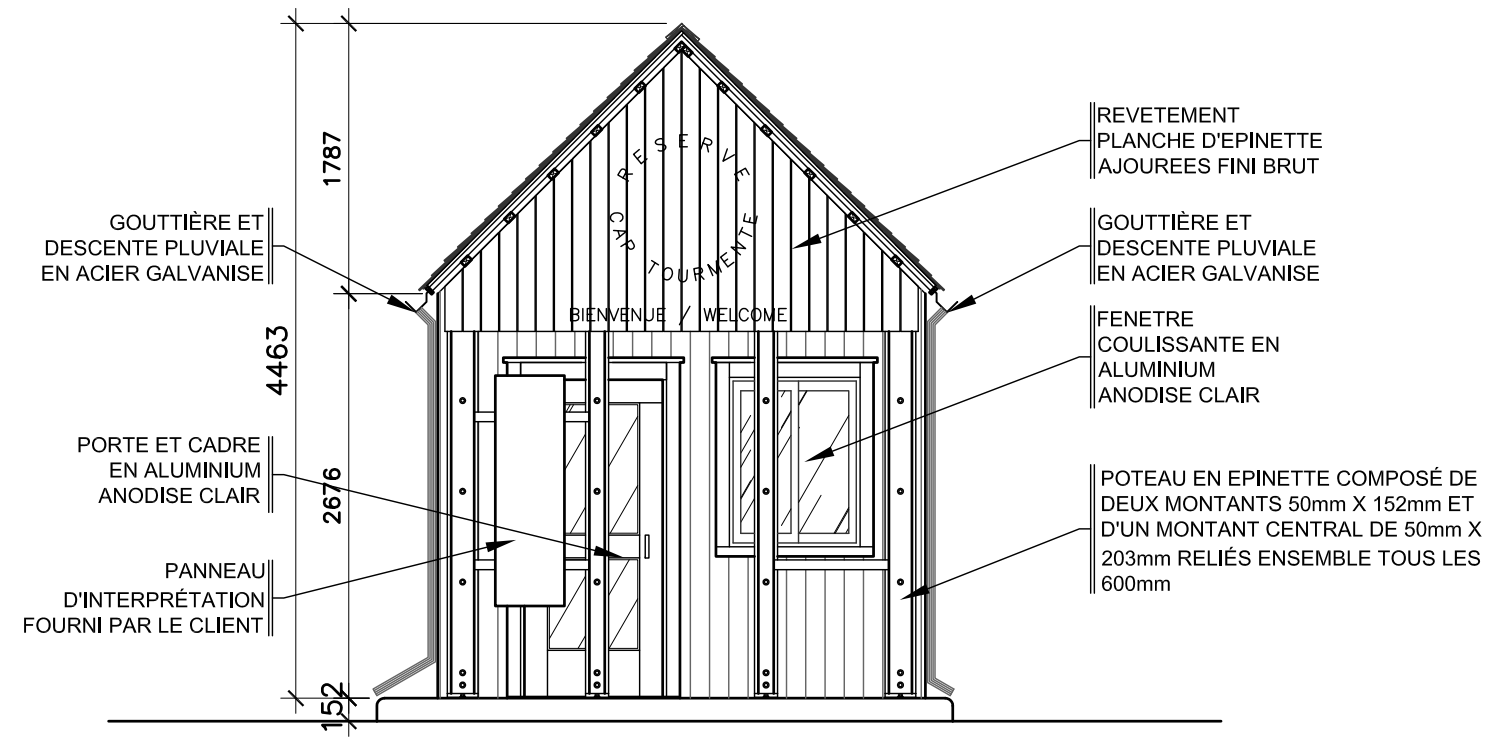 1787
4463
2676
152
GOUTTIÈRE ET
DESCENTE PLUVIALE
EN ACIER GALVANISE
PORTE ET CADRE
EN ALUMINIUM
ANODISE CLAIR
PANNEAU
D'INTERPRÉTATION
FOURNI PAR LE CLIENT
RESERVE
CAP TOURMENTE
BIENVENUE / WELCOME
REVETEMENT
PLANCHE D'EPINETTE
AJOUREES FINI BRUT
GOUTTIÈRE ET
DESCENTE PLUVIALE
EN ACIER GALVANISE
FENETRE
COULISSANTE EN
ALUMINIUM
ANODISE CLAIR
POTEAU EN EPINETTE COMPOSÉ DE
DEUX MONTANTS 50mm X 152mm ET
D'UN MONTANT CENTRAL DE 50mm X
203mm RELIÉS ENSEMBLE TOUS LES
600mm